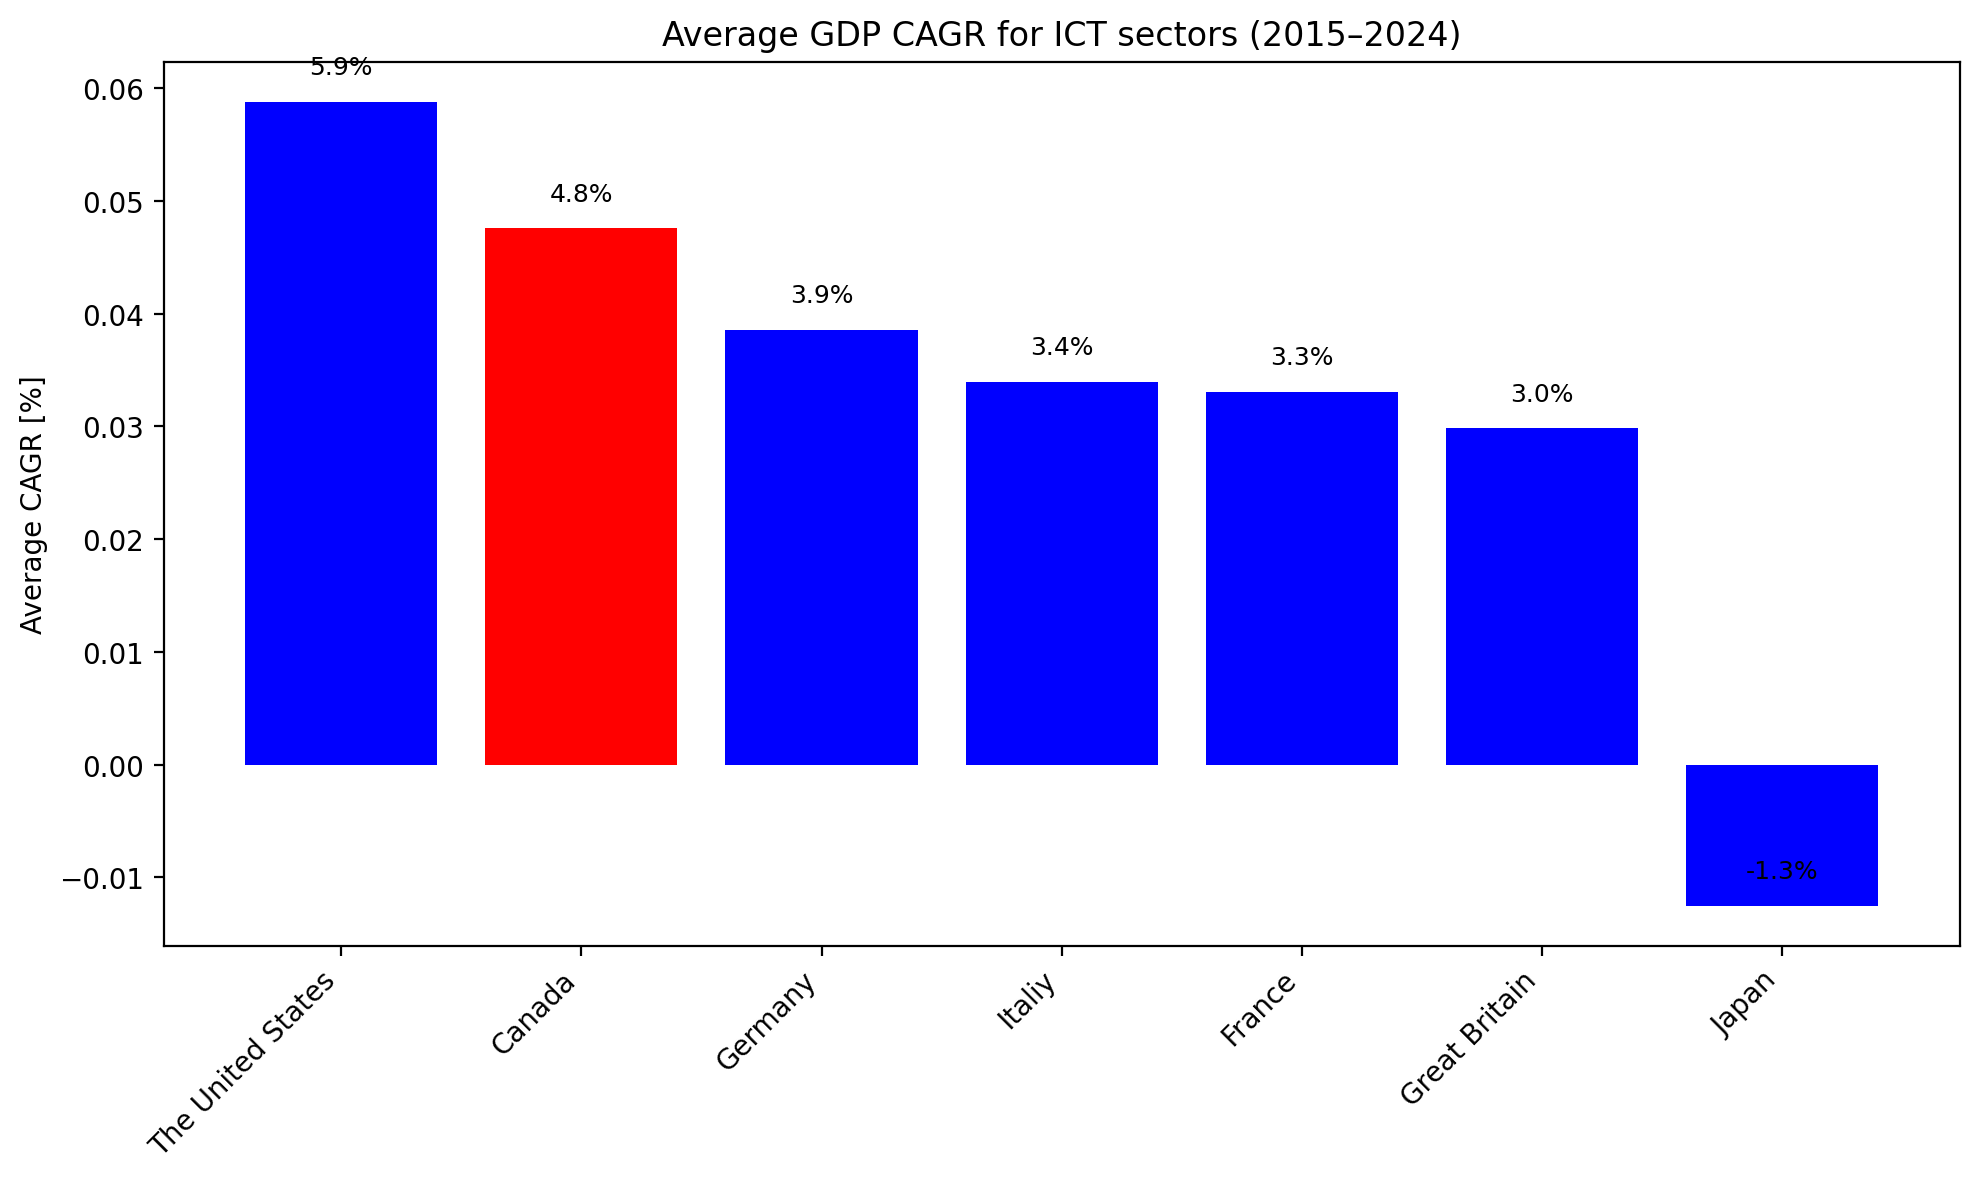 Average GDP CAGR for ICT sectors (2015–2024)
Average CAGR [%]
0.06
0.05
0.04
0.03
0.02
0.01
0.00
−0.01
5.9%
4.8%
3.9%
3.4%
3.3%
3.0%
-1.3%
The United States
Canada
Germany
Italiy
France
Great Britain
Japan